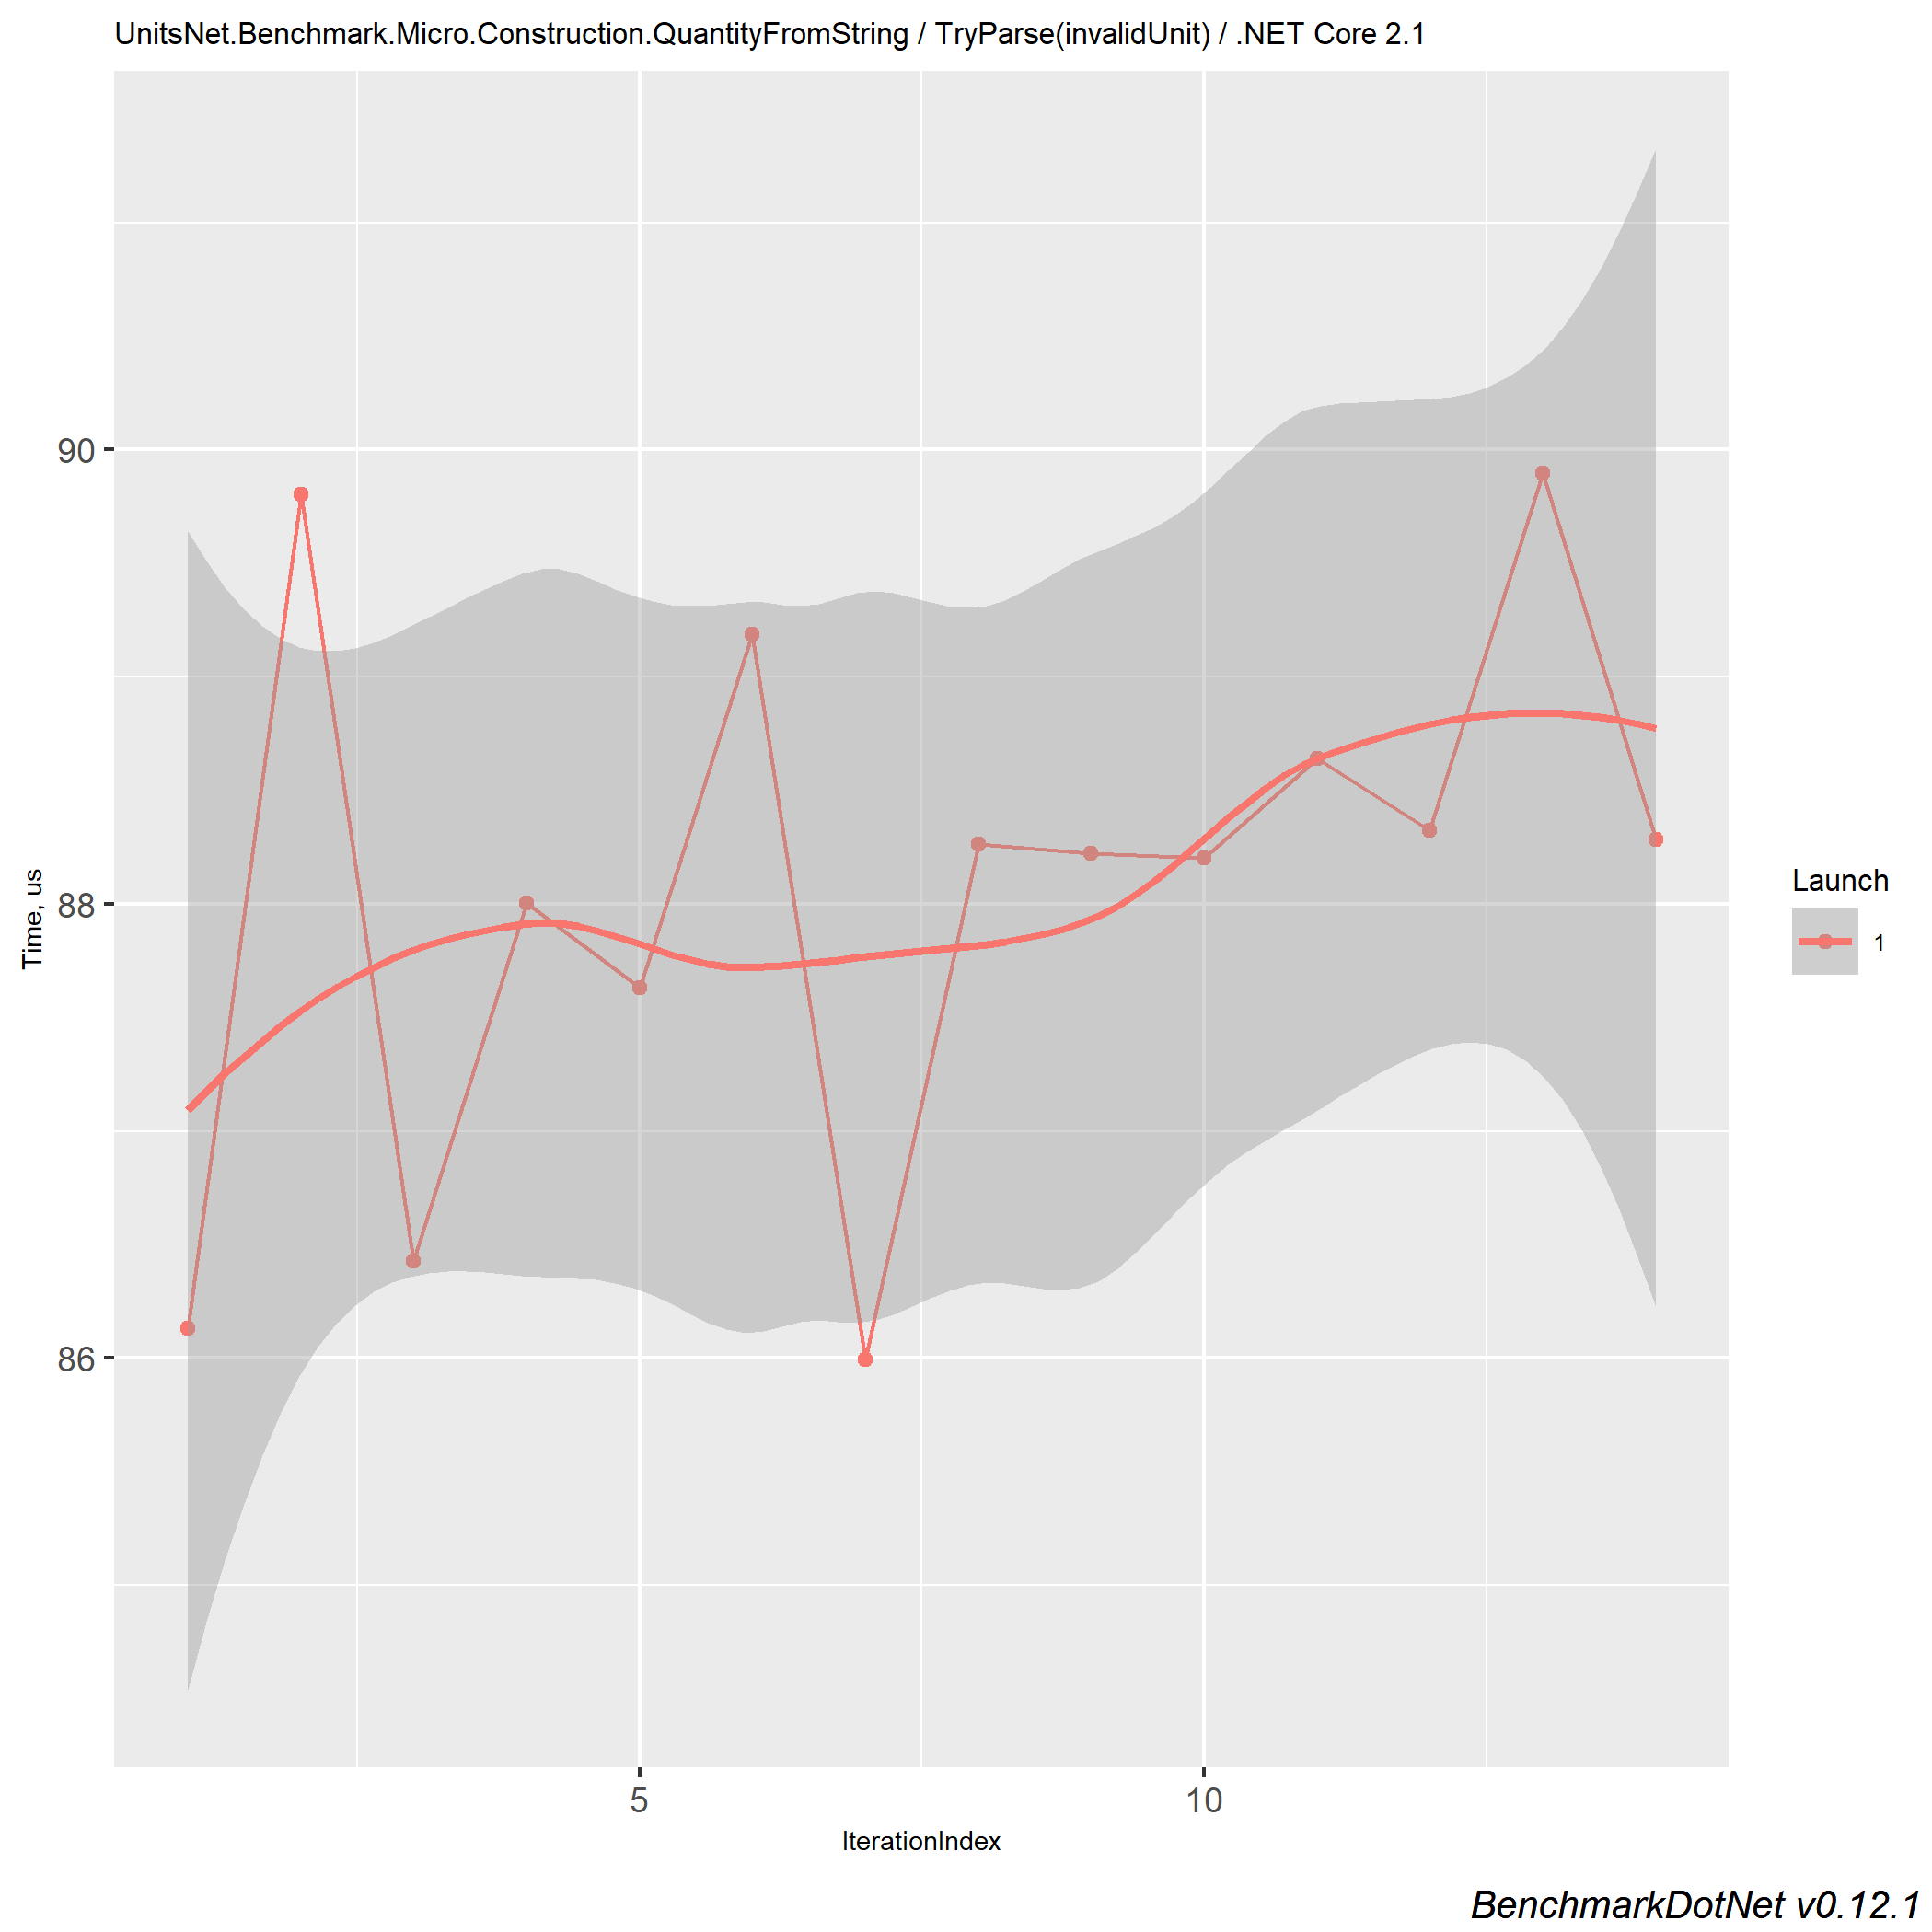 UnitsNet.Benchmark.Micro.Construction.QuantityFromString / TryParse(invalidUnit) / .NET Core 2.1
90
88
86
Time, us
5
10
IterationIndex
Launch
1
BenchmarkDotNet v0.12.1